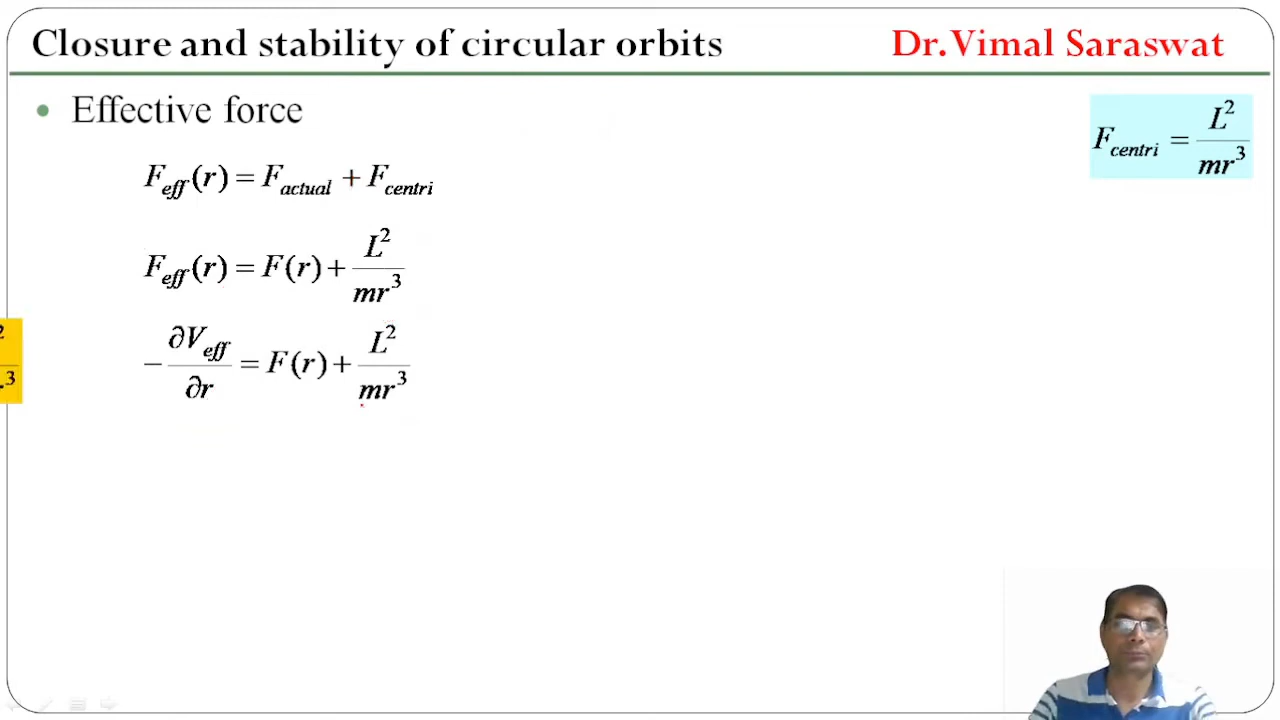 Closure and stability of circular orbits
Dr. Vimal Saraswat
• Effective force
F_centri = L²/mr³
F_eff(r) = F_actual + F_centri
F_eff(r) = F(r) + L²/mr³
−∂V_eff/∂r = F(r) + L²/mr³